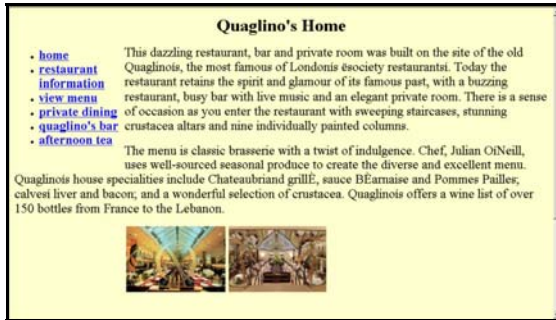 Quaglino's Home
• home
• restaurant
information
• view menu
• private dining
• quaglino's bar
• afternoon tea
This dazzling restaurant, bar and private room was built on the site of the old
Quaglinoís, the most famous of Londonís ësociety restaurantsí. Today the
restaurant retains the spirit and glamour of its famous past, with a buzzing
restaurant, busy bar with live music and an elegant private room. There is a sense
of occasion as you enter the restaurant with sweeping staircases, stunning
crustacea altars and nine individually painted columns.
The menu is classic brasserie with a twist of indulgence. Chef, Julian OíNeill,
uses well-sourced seasonal produce to create the diverse and excellent menu.
Quaglinoís house specialities include Chateaubriand grillÈ, sauce BÈarnaise and Pommes Pailles;
calvesí liver and bacon; and a wonderful selection of crustacea. Quaglinoís offers a wine list of over
150 bottles from France to the Lebanon.